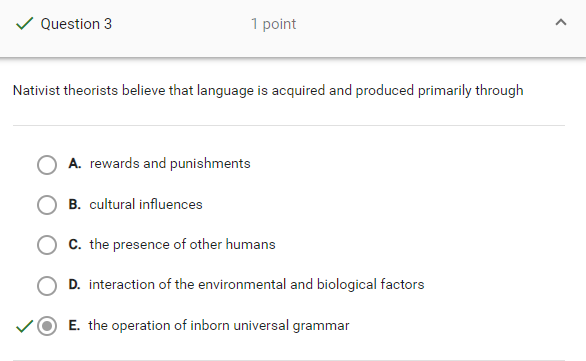 Question 3 1 point
Nativist theorists believe that language is acquired and produced primarily through
A. rewards and punishments
B. cultural influences
C. the presence of other humans
D. interaction of the environmental and biological factors
E. the operation of inborn universal grammar